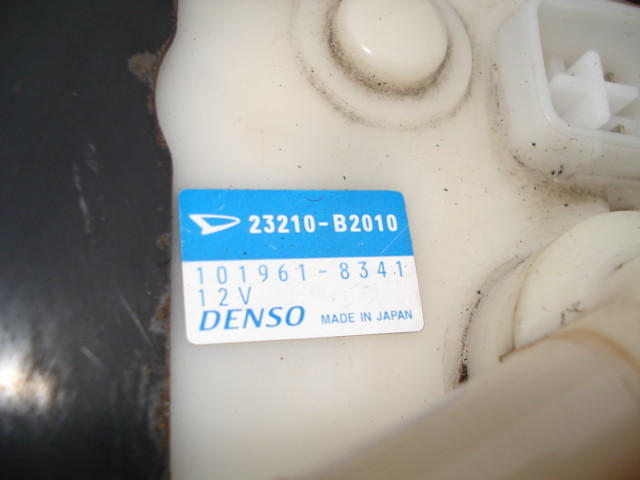 23210-B2010
101961-8341
12V
DENSO MADE IN JAPAN